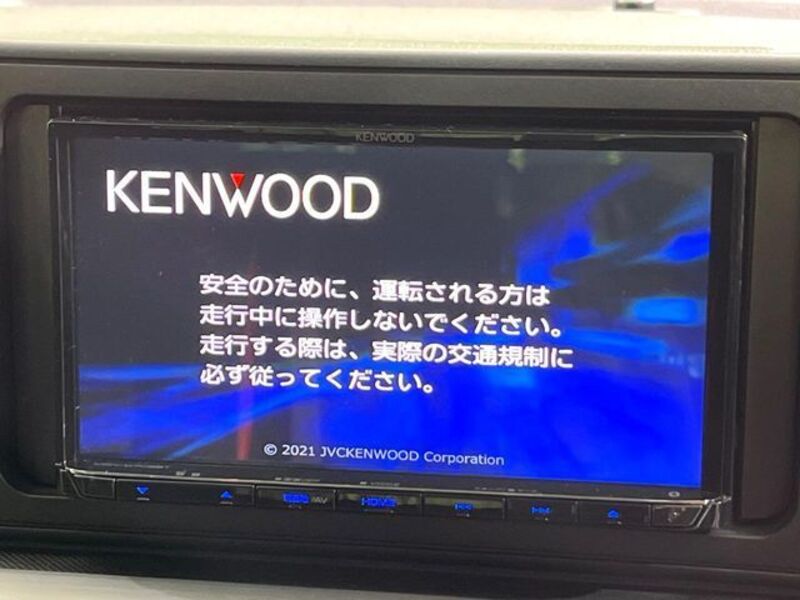 KENWOOD
KENWOOD
安全のために、運転される方は
走行中に操作しないでください。
走行する際は、実際の交通規制に
必ず従ってください。
© 2021 JVCKENWOOD Corporation
HOME